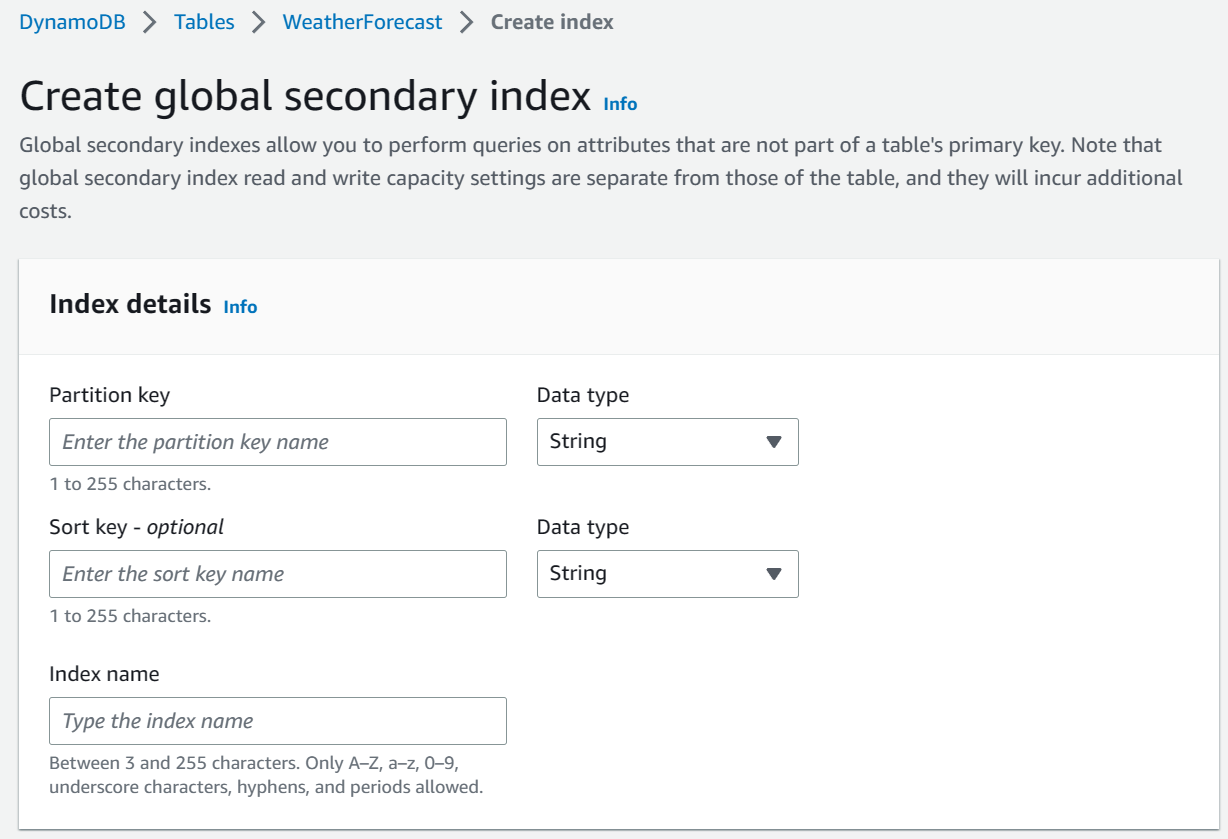 DynamoDB > Tables > WeatherForecast > Create index
Create global secondary index Info
Global secondary indexes allow you to perform queries on attributes that are not part of a table's primary key. Note that
global secondary index read and write capacity settings are separate from those of the table, and they will incur additional
costs.
Index details Info
Partition key Data type
Enter the partition key name String
1 to 255 characters.
Sort key - optional Data type
Enter the sort key name String
1 to 255 characters.
Index name
Type the index name
Between 3 and 255 characters. Only A–Z, a–z, 0–9,
underscore characters, hyphens, and periods allowed.